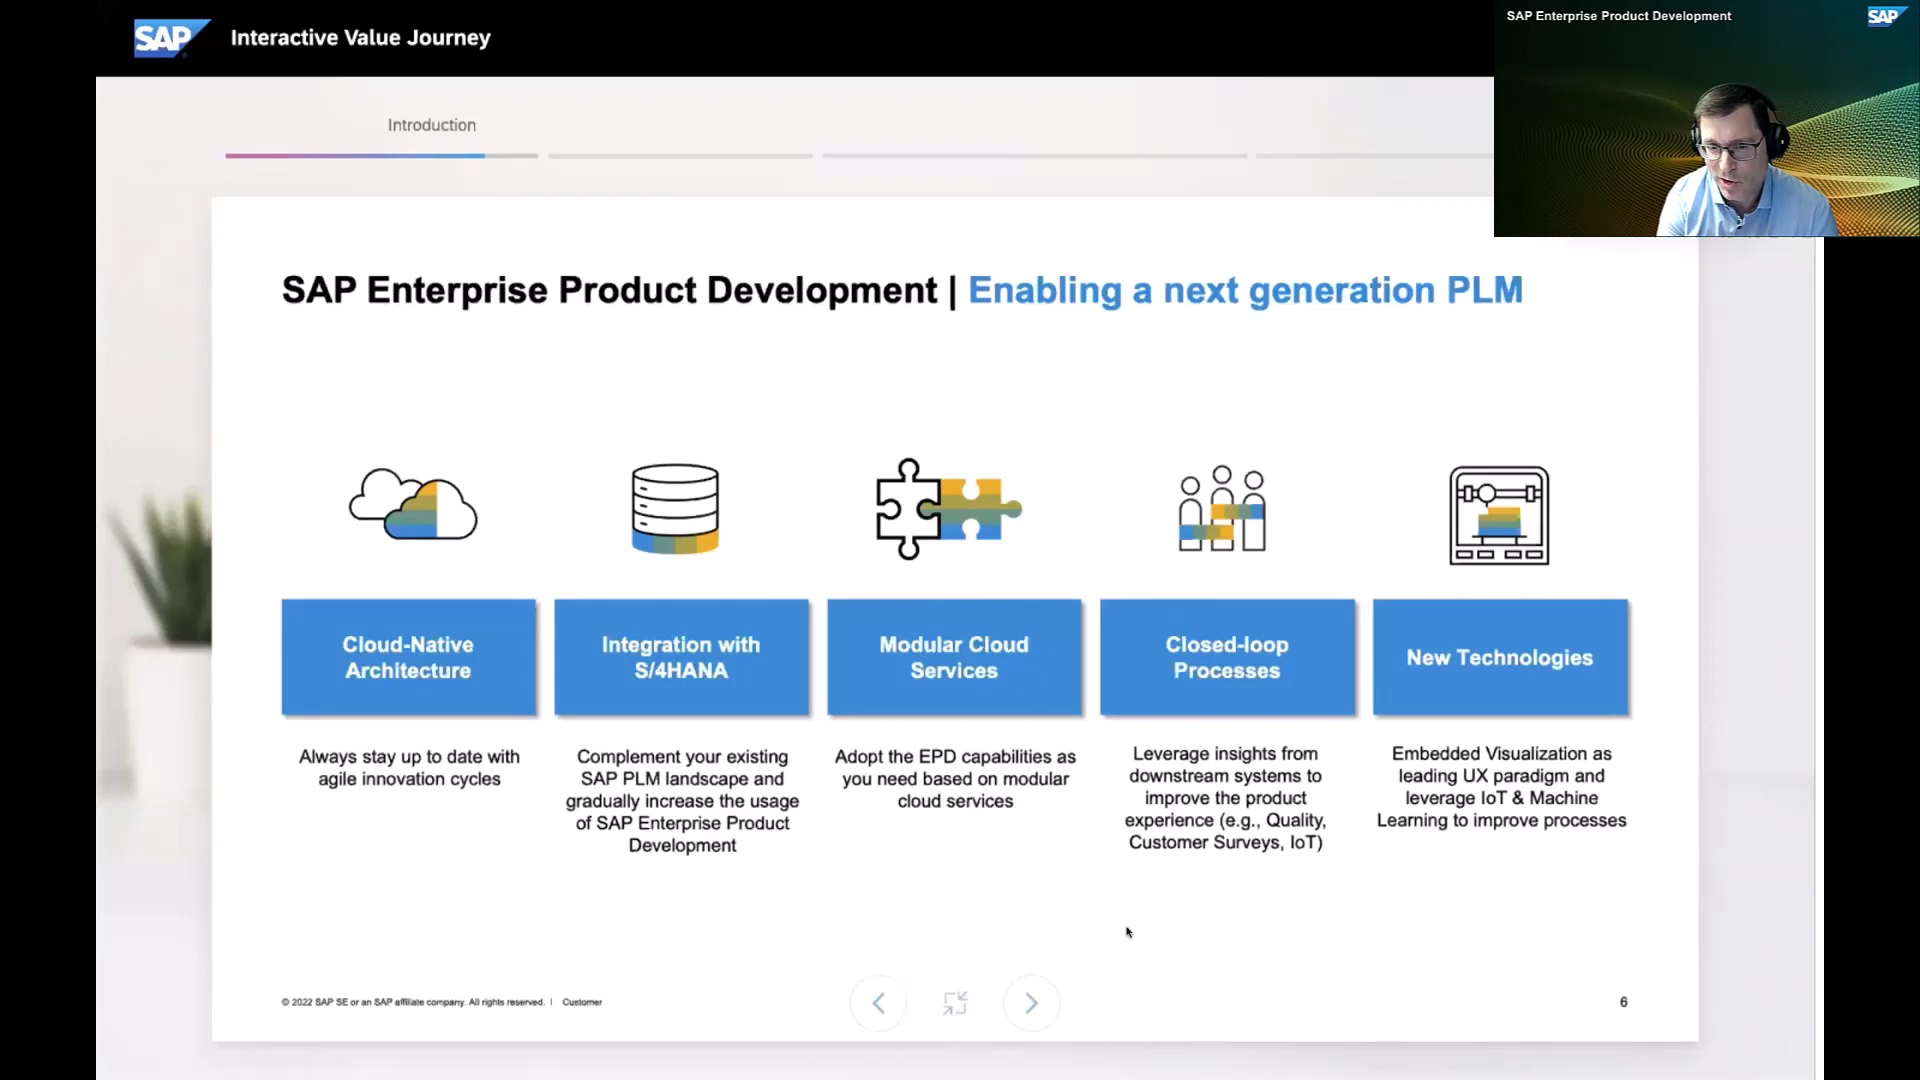 SAP Interactive Value Journey
SAP Enterprise Product Development SAP
Introduction
SAP Enterprise Product Development | Enabling a next generation PLM
Cloud-Native
Architecture
Always stay up to date with
agile innovation cycles
Integration with
S/4HANA
Complement your existing
SAP PLM landscape and
gradually increase the usage
of SAP Enterprise Product
Development
Modular Cloud
Services
Adopt the EPD capabilities as
you need based on modular
cloud services
Closed-loop
Processes
Leverage insights from
downstream systems to
improve the product
experience (e.g., Quality,
Customer Surveys, IoT)
New Technologies
Embedded Visualization as
leading UX paradigm and
leverage IoT & Machine
Learning to improve processes
© 2022 SAP SE or an SAP affiliate company. All rights reserved. | Customer
6